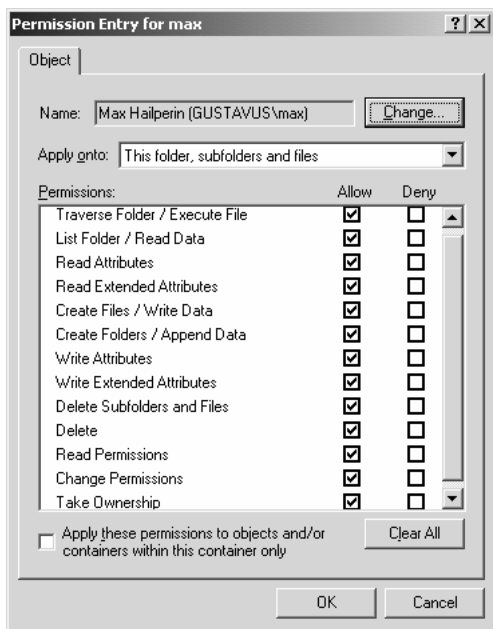 Permission Entry for max
Object
Name: Max Hailperin (GUSTAVUS\max) Change...
Apply onto: This folder, subfolders and files
Permissions: Allow Deny
Traverse Folder / Execute File
List Folder / Read Data
Read Attributes
Read Extended Attributes
Create Files / Write Data
Create Folders / Append Data
Write Attributes
Write Extended Attributes
Delete Subfolders and Files
Delete
Read Permissions
Change Permissions
Take Ownership
Apply these permissions to objects and/or
containers within this container only
Clear All
OK Cancel